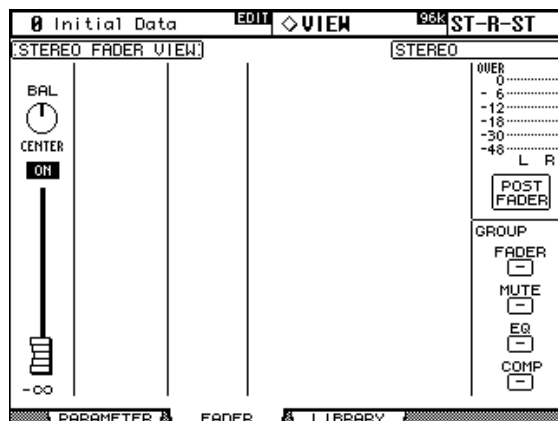 0 Initial Data EDIT ◇VIEW 96k ST-R-ST
STEREO FADER VIEW STEREO
BAL
CENTER
ON
-∞
OVER
0
- 6
-12
-18
-30
-48
L R
POST
FADER
GROUP
FADER
-
MUTE
-
EQ
-
COMP
-
PARAMETER FADER LIBRARY